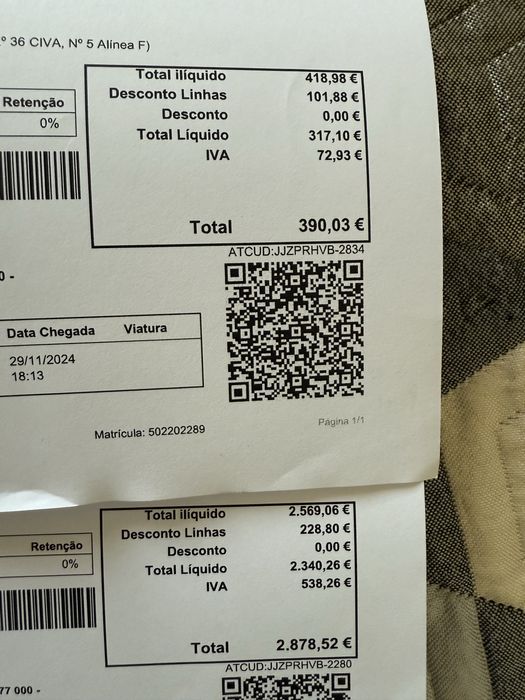 º 36 CIVA, Nº 5 Alínea F)
Total ilíquido 418,98 €
Retenção Desconto Linhas 101,88 €
0% Desconto 0,00 €
Total Líquido 317,10 €
IVA 72,93 €
Total 390,03 €
ATCUD:JJZPRHVB-2834
0 -
Data Chegada Viatura
29/11/2024
18:13
Matrícula: 502202289 Página 1/1
Total ilíquido 2.569,06 €
Desconto Linhas 228,80 €
Retenção Desconto 0,00 €
0% Total Líquido 2.340,26 €
IVA 538,26 €
Total 2.878,52 €
ATCUD:JJZPRHVB-2280
77 000 -